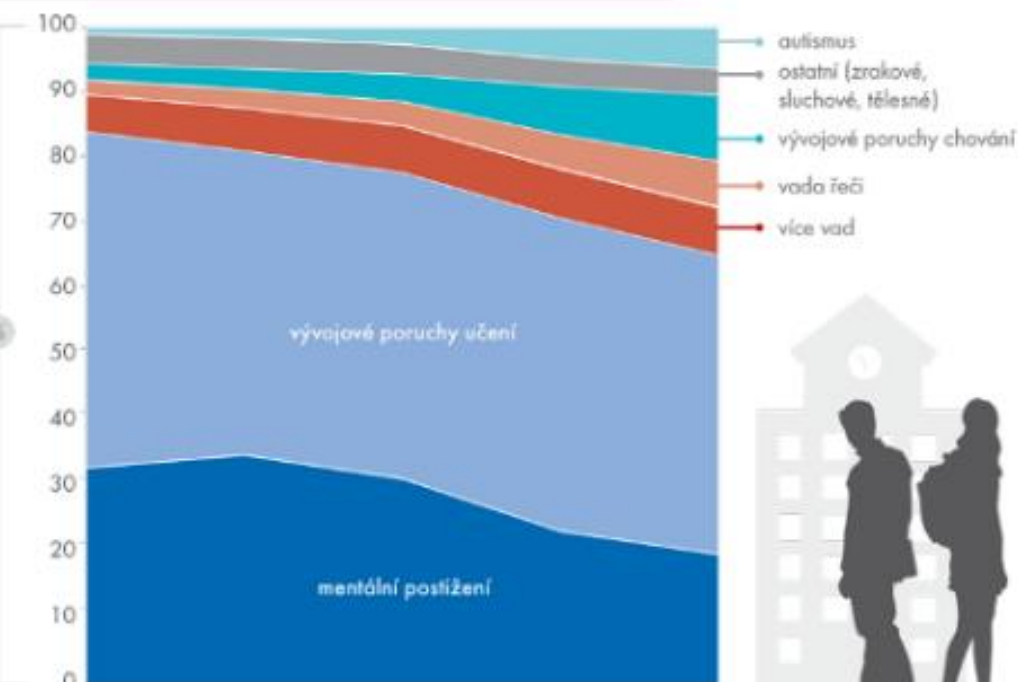 100
90
80
70
60
50
40
30
20
10
0
autismus
ostatní (zrakové,
sluchové, tělesné)
vývojové poruchy chování
vada řeči
více vad
vývojové poruchy učení
mentální postižení